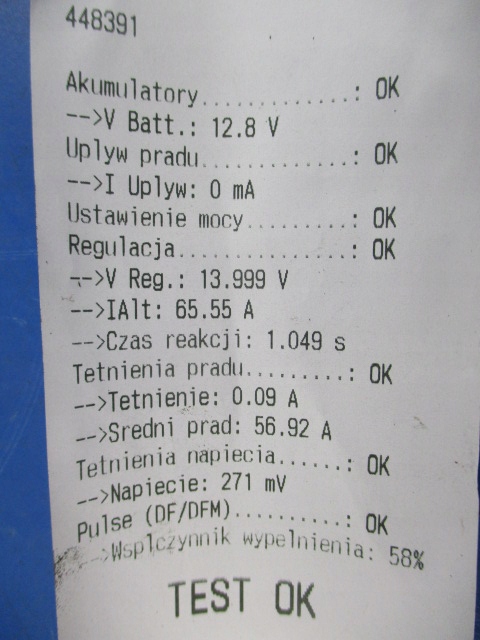 448391
Akumulatory..............: OK
-->V Batt.: 12.8 V
Uplyw pradu..............: OK
-->I Uplyw: 0 mA
Ustawienie mocy.........: OK
Regulacja................: OK
-->V Reg.: 13.999 V
-->IAlt: 65.55 A
-->Czas reakcji: 1.049 s
Tetnienia pradu.........: OK
-->Tetnienie: 0.09 A
-->Sredni prad: 56.92 A
Tetnienia napiecia......: OK
-->Napiecie: 271 mV
Pulse (DF/DFM)..........: OK
-->Wsplczynnik wypelnienia: 58%
TEST OK